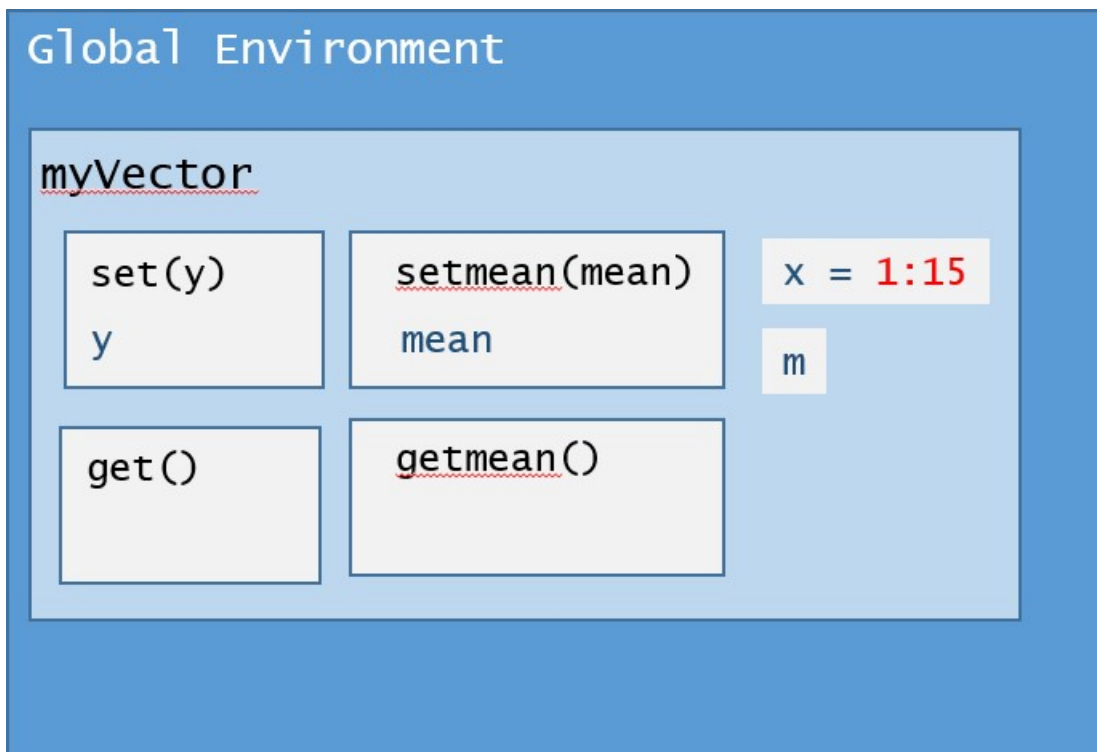 Global Environment
myVector
set(y)
y
setmean(mean)
mean
x = 1:15
m
get()
getmean()